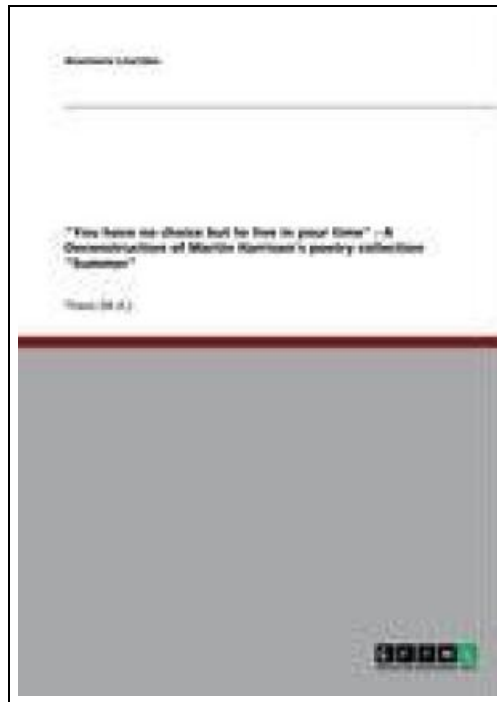 "You have no choice but to live in your time" - A
Deconstruction of Martin Harrison's poetry collection
"Summer"
Thesis (M.A.)
GRIN